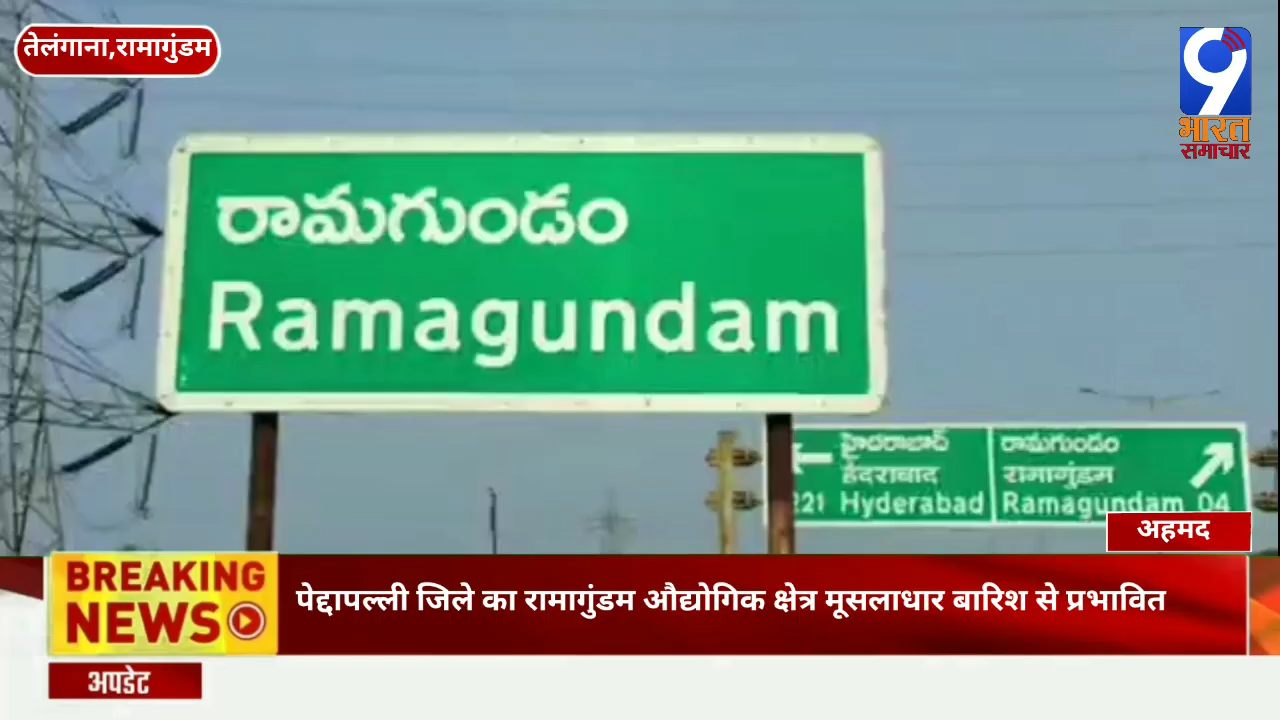 तेलंगाना,रामागुंडम
9
भारत
समाचार
రామగుండం
Ramagundam
హైదరాబాద్
हैदराबाद
221 Hyderabad
రామగుండం
रामागुंडम
Ramagundam 04
अहमद
BREAKING
NEWS
पेद्दापल्ली जिले का रामागुंडम औद्योगिक क्षेत्र मूसलाधार बारिश से प्रभावित
अपडेट